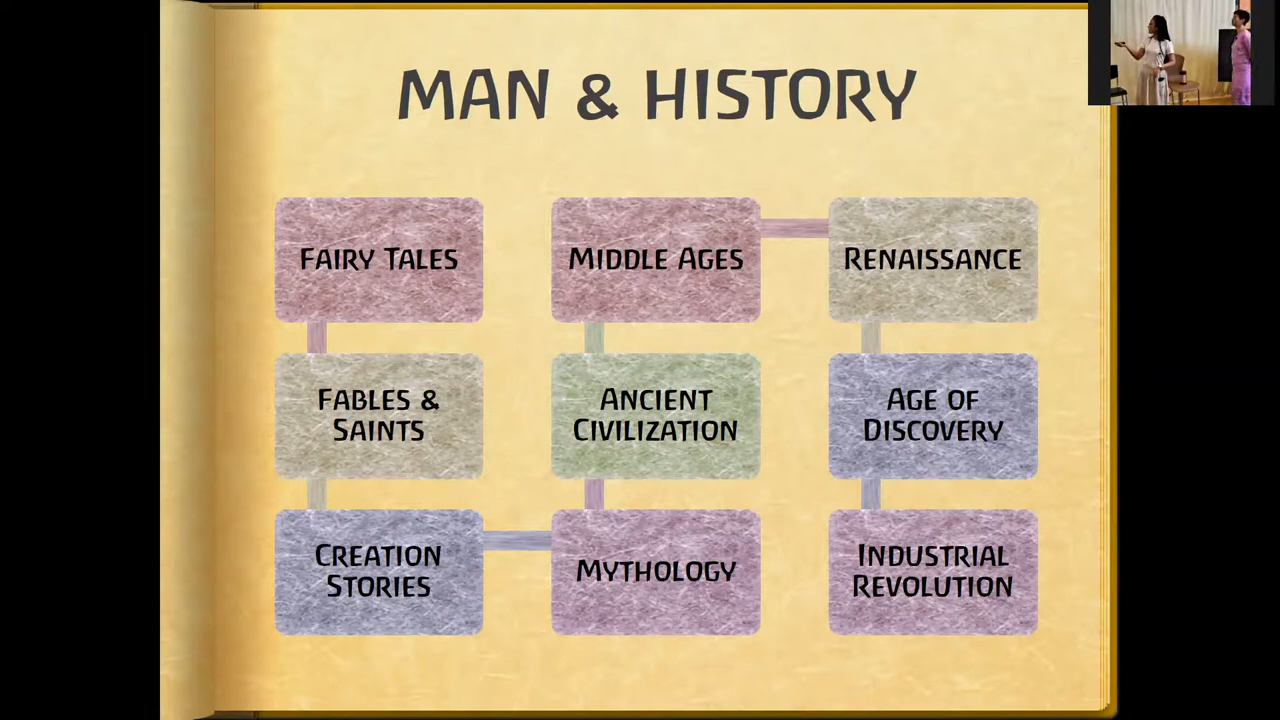 MAN & HISTORY
FAIRY TALES
FABLES &
SAINTS
CREATION
STORIES
MYTHOLOGY
ANCIENT
CIVILIZATION
MIDDLE AGES
RENAISSANCE
AGE OF
DISCOVERY
INDUSTRIAL
REVOLUTION